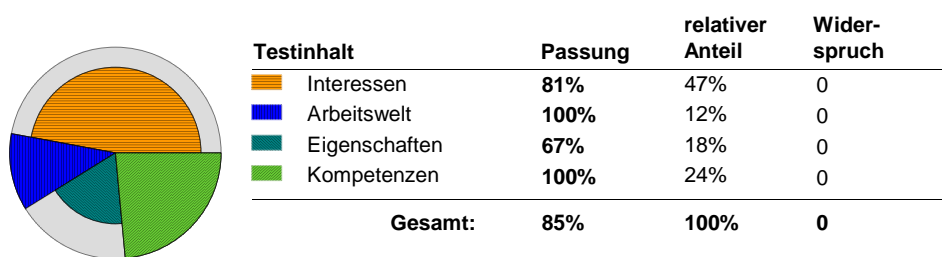 relativer Wider-
Testinhalt Passung Anteil spruch
Interessen 81% 47% 0
Arbeitswelt 100% 12% 0
Eigenschaften 67% 18% 0
Kompetenzen 100% 24% 0
Gesamt: 85% 100% 0